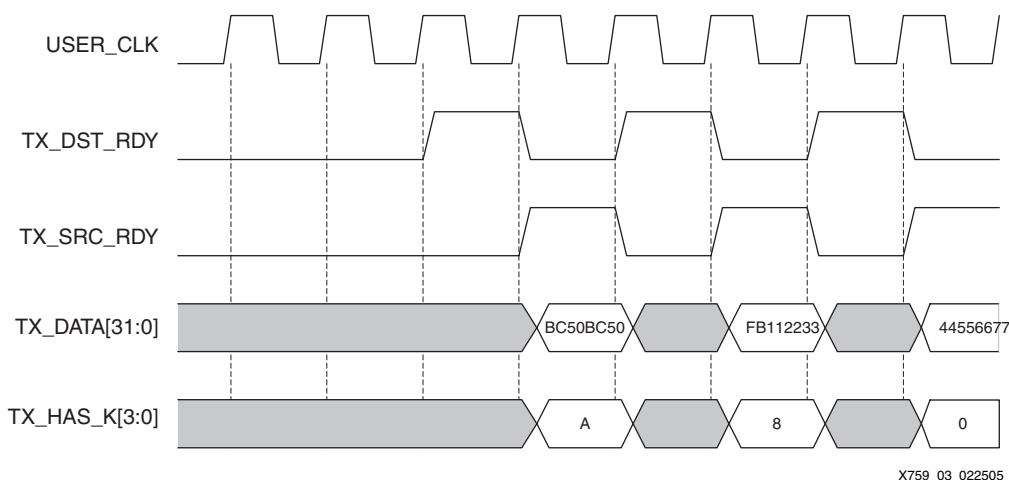 USER_CLK
TX_DST_RDY
TX_SRC_RDY
TX_DATA[31:0] BC50BC50 FB112233 44556677
TX_HAS_K[3:0] A 8 0
X759_03_022505